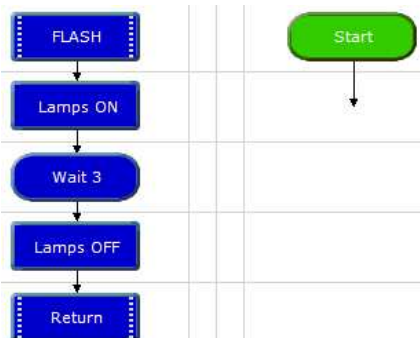 FLASH
Start
Lamps ON
Wait 3
Lamps OFF
Return